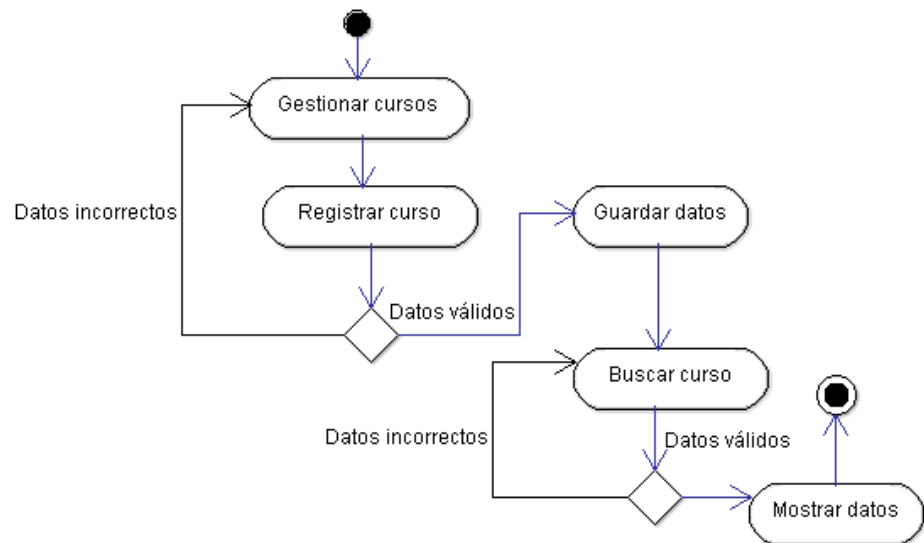 Gestionar cursos
Datos incorrectos
Registrar curso
Guardar datos
Datos válidos
Buscar curso
Datos incorrectos
Datos válidos
Mostrar datos